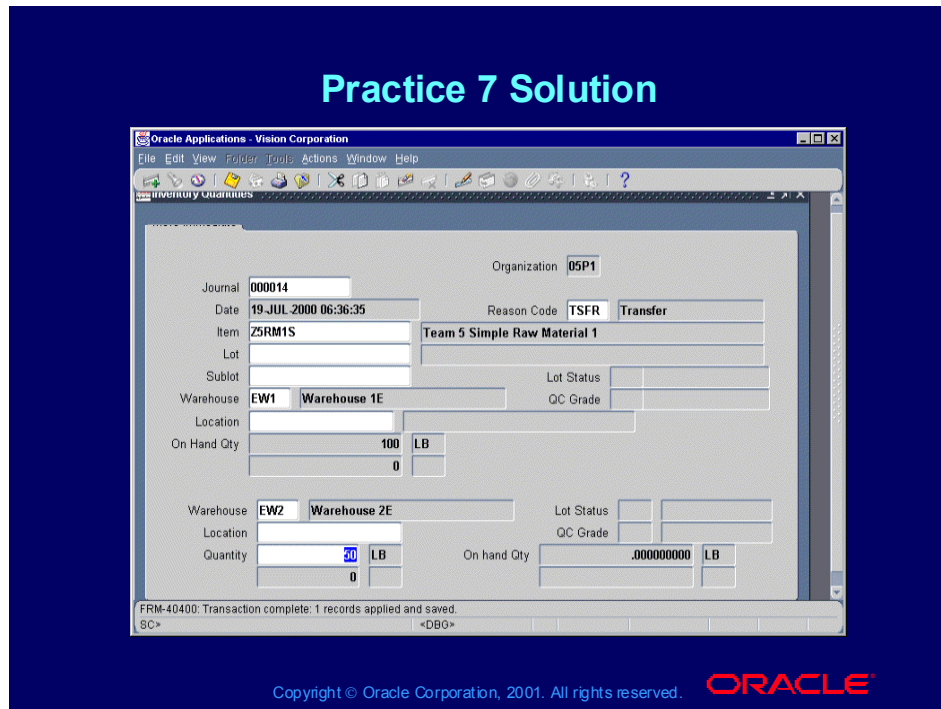 Practice 7 Solution
Oracle Applications - Vision Corporation
File Edit View Folder Tools Actions Window Help
Inventory Quantities
Organization 05P1
Journal 000014
Date 19-JUL-2000 06:36:35 Reason Code TSFR Transfer
Item Z5RM1S Team 5 Simple Raw Material 1
Lot
Sublot Lot Status
Warehouse EW1 Warehouse 1E QC Grade
Location
On Hand Qty 100 LB
0
Warehouse EW2 Warehouse 2E Lot Status
Location QC Grade
Quantity 50 LB On hand Qty .000000000 LB
0
FRM-40400: Transaction complete: 1 records applied and saved.
SC> <DBG>
Copyright © Oracle Corporation, 2001. All rights reserved. ORACLE